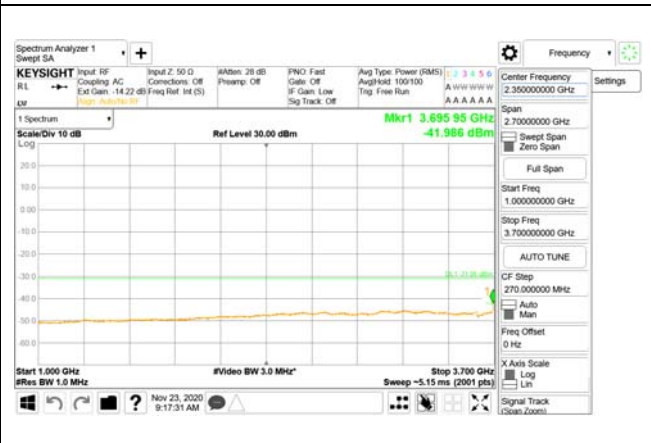 Spectrum Analyzer 1
Swept SA
+
Frequency
KEYSIGHT
RL
Input: RF
Coupling: AC
Ext Gain: -14.22 dB
Align: Auto/No RF
Input Z: 50 Ω
Corrections: Off
Freq Ref: Int (S)
#Atten: 28 dB
Preamp: Off
PNO: Fast
Gate: Off
IF Gain: Low
Sig Track: Off
Avg Type: Power (RMS)
Avg|Hold: 100/100
Trig: Free Run
1 2 3 4 5 6
A W W W W W
A A A A A A
Center Frequency
2.350000000 GHz
Settings
Span
2.70000000 GHz
Swept Span
Zero Span
Full Span
Start Freq
1.000000000 GHz
Stop Freq
3.700000000 GHz
AUTO TUNE
CF Step
270.000000 MHz
Auto
Man
Freq Offset
0 Hz
X Axis Scale
Log
Lin
Signal Track
(Span Zoom)
1 Spectrum
Scale/Div 10 dB
Ref Level 30.00 dBm
Mkr1 3.695 95 GHz
-41.986 dBm
Log
20.0
10.0
0.00
-10.0
-20.0
-30.0
-40.0
-50.0
-60.0
1
Start 1.000 GHz
#Video BW 3.0 MHz*
Stop 3.700 GHz
#Res BW 1.0 MHz
Sweep ~5.15 ms (2001 pts)
?
Nov 23, 2020
9:17:31 AM